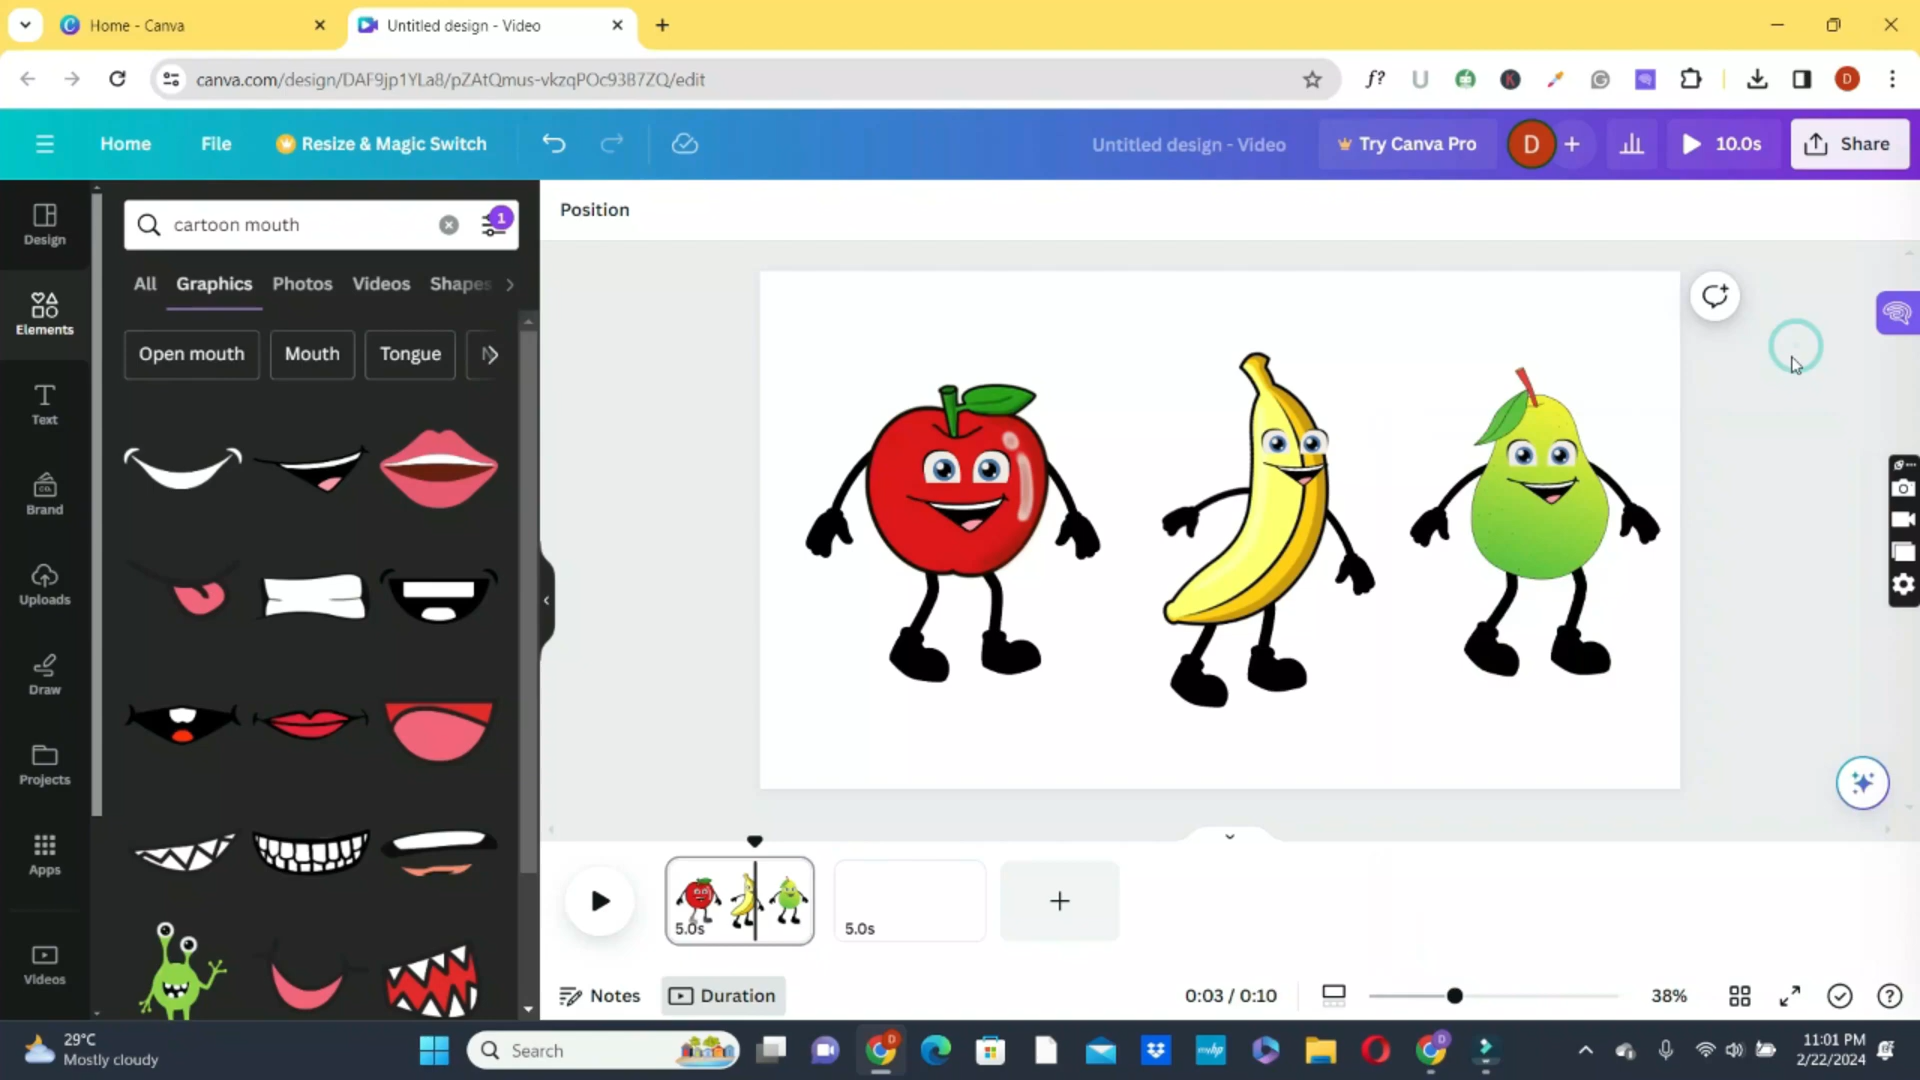 Home - Canva
Untitled design - Video
canva.com/design/DAF9jp1YLa8/pZAtQmus-vkzqPOc93B7ZQ/edit
f?
D
Home
File
Resize & Magic Switch
Untitled design - Video
Try Canva Pro
D
10.0s
Share
Design
Elements
Text
Brand
Uploads
Draw
Projects
Apps
Videos
cartoon mouth
1
All
Graphics
Photos
Videos
Shapes
Open mouth
Mouth
Tongue
Position
5.0s
5.0s
Notes
Duration
0:03 / 0:10
38%
29°C
Mostly cloudy
Search
11:01 PM
2/22/2024